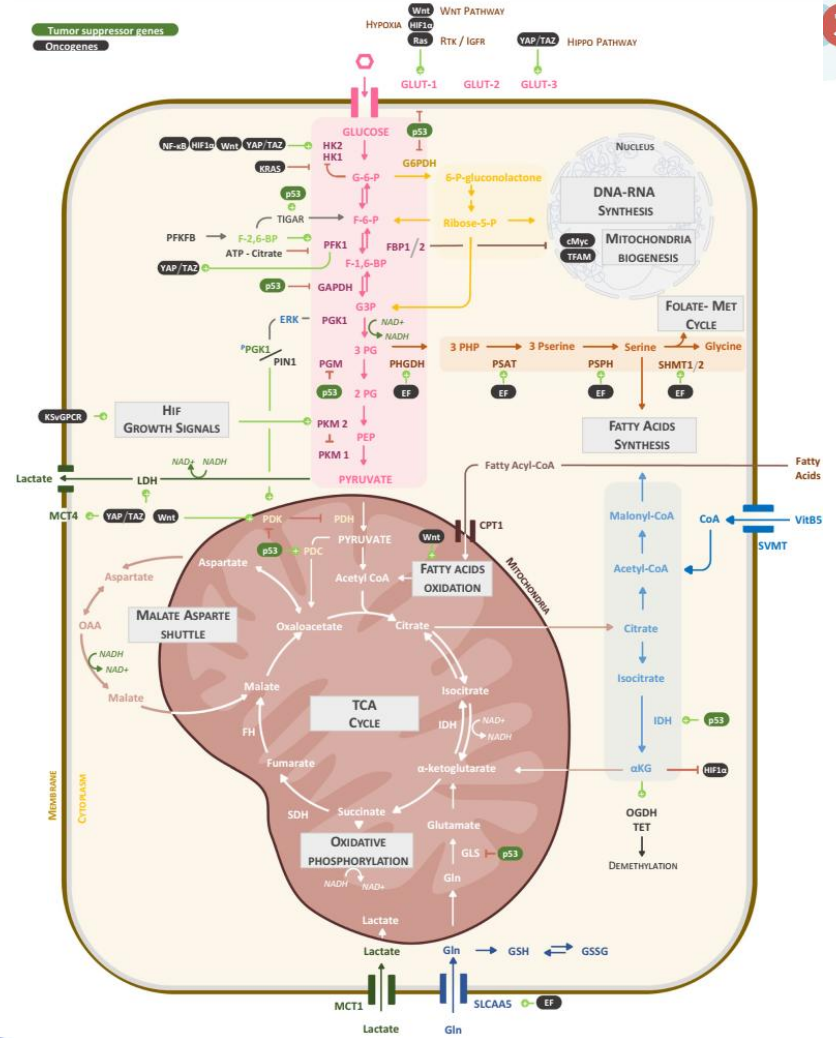 Tumor suppressor genes
Oncogenes
Wnt
WNT PATHWAY
HYPOXIA
HIF1α
Ras
RTK / IGFR
YAP/TAZ
HIPPO PATHWAY
GLUT-1
GLUT-2
GLUT-3
GLUCOSE
p53
NF-κB
HIF1α
Wnt
YAP/TAZ
HK2
HK1
G6PDH
KRAS
G-6-P
6-P-gluconolactone
NUCLEUS
DNA-RNA
SYNTHESIS
p53
TIGAR
F-6-P
Ribose-5-P
PFKFB
F-2,6-BP
ATP - Citrate
PFK1
FBP1/2
cMyc
TFAM
MITOCHONDRIA
BIOGENESIS
YAP/TAZ
F-1,6-BP
p53
GAPDH
G3P
FOLATE- MET
CYCLE
ERK
PGK1
NAD+
NADH
PPGK1
PIN1
3 PG
3 PHP
3 Pserine
Serine
Glycine
PGM
PHGDH
PSAT
PSPH
SHMT1/2
p53
EF
EF
EF
EF
2 PG
KSvGPCR
HIF
GROWTH SIGNALS
PKM 2
PEP
PKM 1
FATTY ACIDS
SYNTHESIS
NAD+
NADH
Lactate
LDH
PYRUVATE
Fatty Acyl-CoA
Fatty
Acids
MCT4
YAP/TAZ
Wnt
PDK
PDH
CPT1
Malonyl-CoA
CoA
VitB5
SVMT
p53
PDC
PYRUVATE
Wnt
MITOCHONDRIA
Aspartate
Aspartate
Acetyl CoA
FATTY ACIDS
OXIDATION
Acetyl-CoA
OAA
MALATE ASPARTE
SHUTTLE
Oxaloacetate
Citrate
Citrate
NADH
NAD+
Malate
Malate
Isocitrate
Isocitrate
TCA
CYCLE
IDH
NAD+
NADH
IDH
p53
FH
Fumarate
α-ketoglutarate
αKG
HIF1α
MEMBRANE
CYTOPLASM
SDH
Succinate
Glutamate
OGDH
TET
OXIDATIVE
PHOSPHORYLATION
GLS
p53
DEMETHYLATION
NADH
NAD+
Gln
Lactate
Lactate
Gln
GSH
GSSG
MCT1
SLCAA5
EF
Lactate
Gln